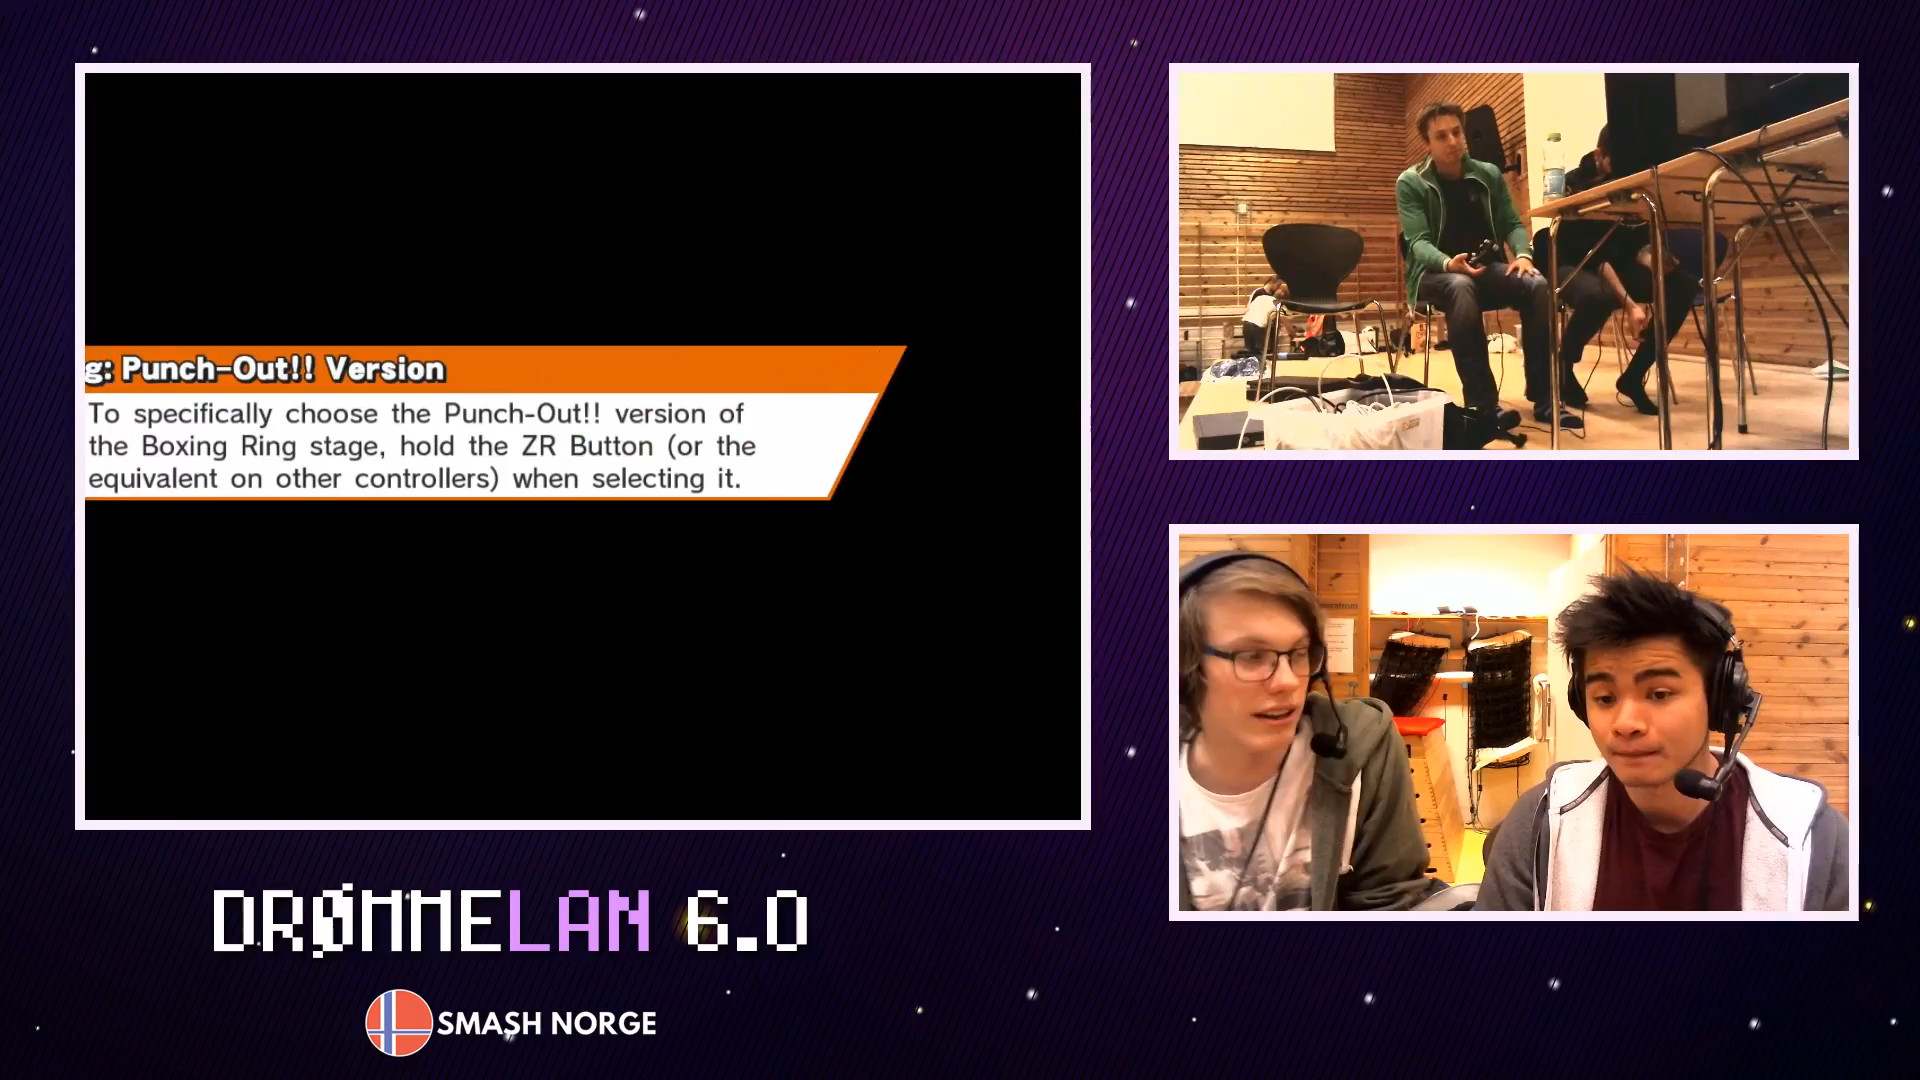 g: Punch-Out!! Version
To specifically choose the Punch-Out!! version of
the Boxing Ring stage, hold the ZR Button (or the
equivalent on other controllers) when selecting it.
DRØMMELAN 6.0
SMASH NORGE